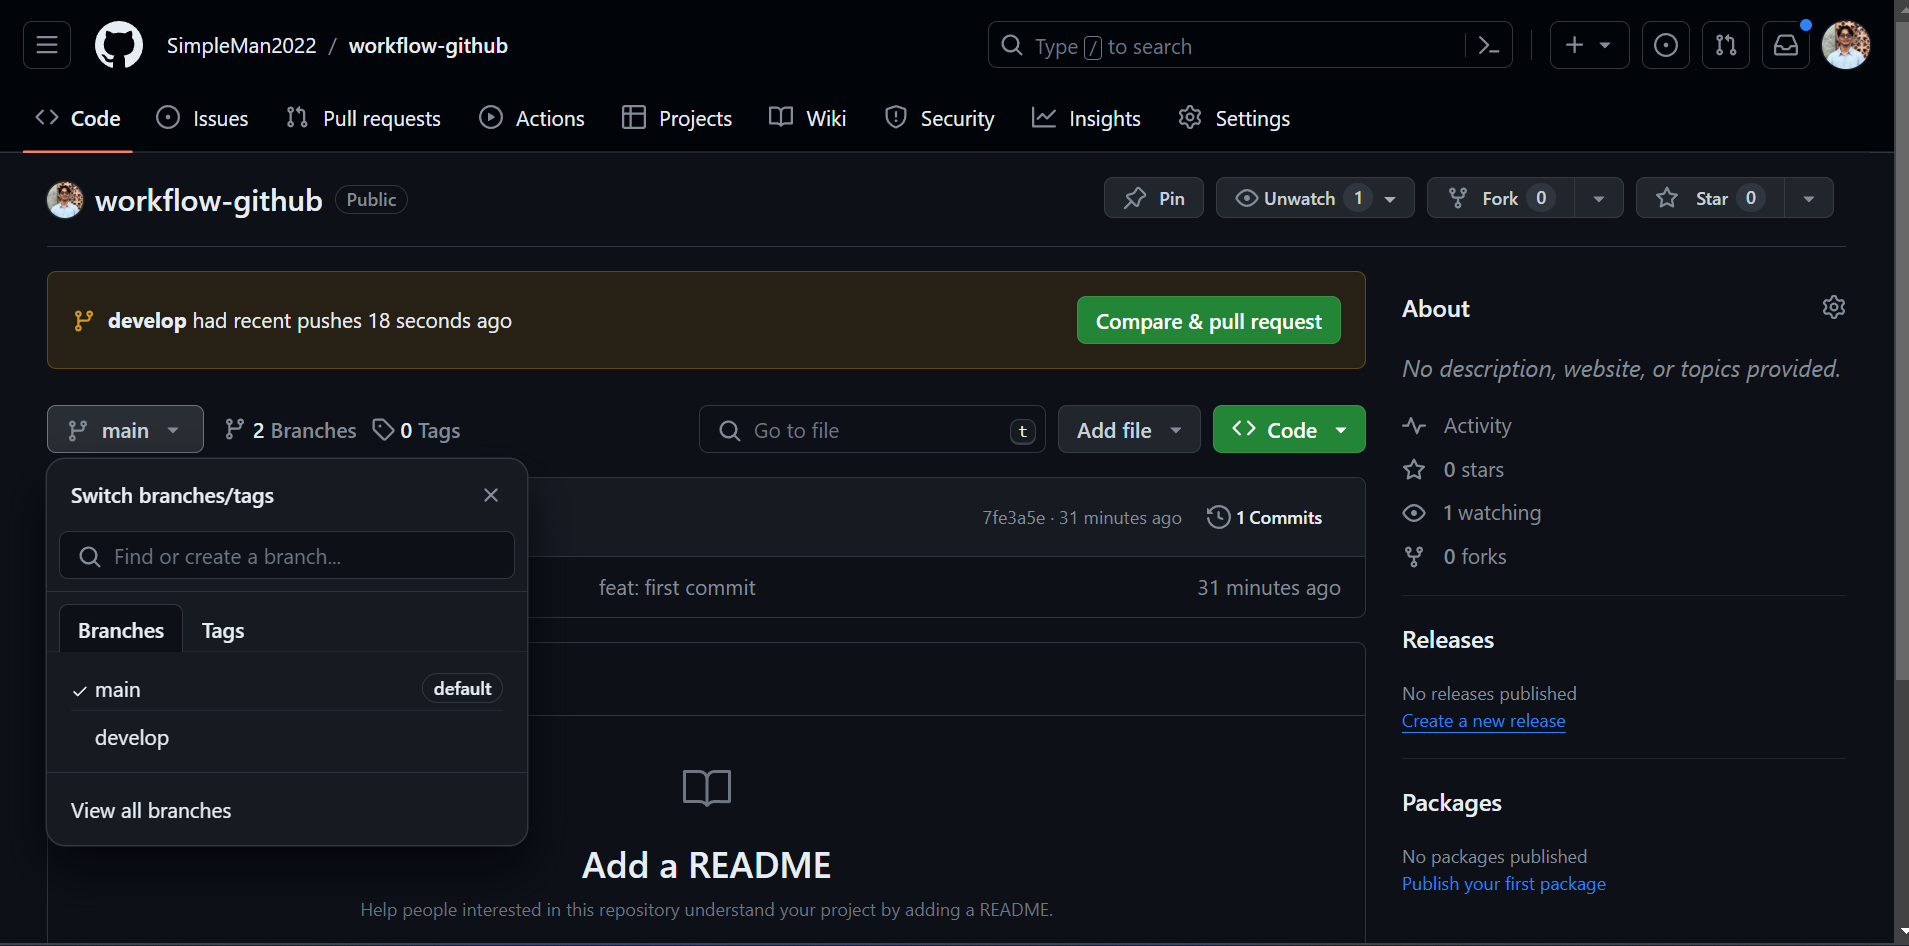 SimpleMan2022 / workflow-github
Type / to search
Code Issues Pull requests Actions Projects Wiki Security Insights Settings
workflow-github Public
Pin Unwatch 1 Fork 0 Star 0
develop had recent pushes 18 seconds ago
Compare & pull request
main 2 Branches 0 Tags
Go to file t
Add file
Code
Switch branches/tags
Find or create a branch...
Branches Tags
main default
develop
View all branches
7fe3a5e · 31 minutes ago 1 Commits
feat: first commit 31 minutes ago
Add a README
Help people interested in this repository understand your project by adding a README.
About
No description, website, or topics provided.
Activity
0 stars
1 watching
0 forks
Releases
No releases published
Create a new release
Packages
No packages published
Publish your first package